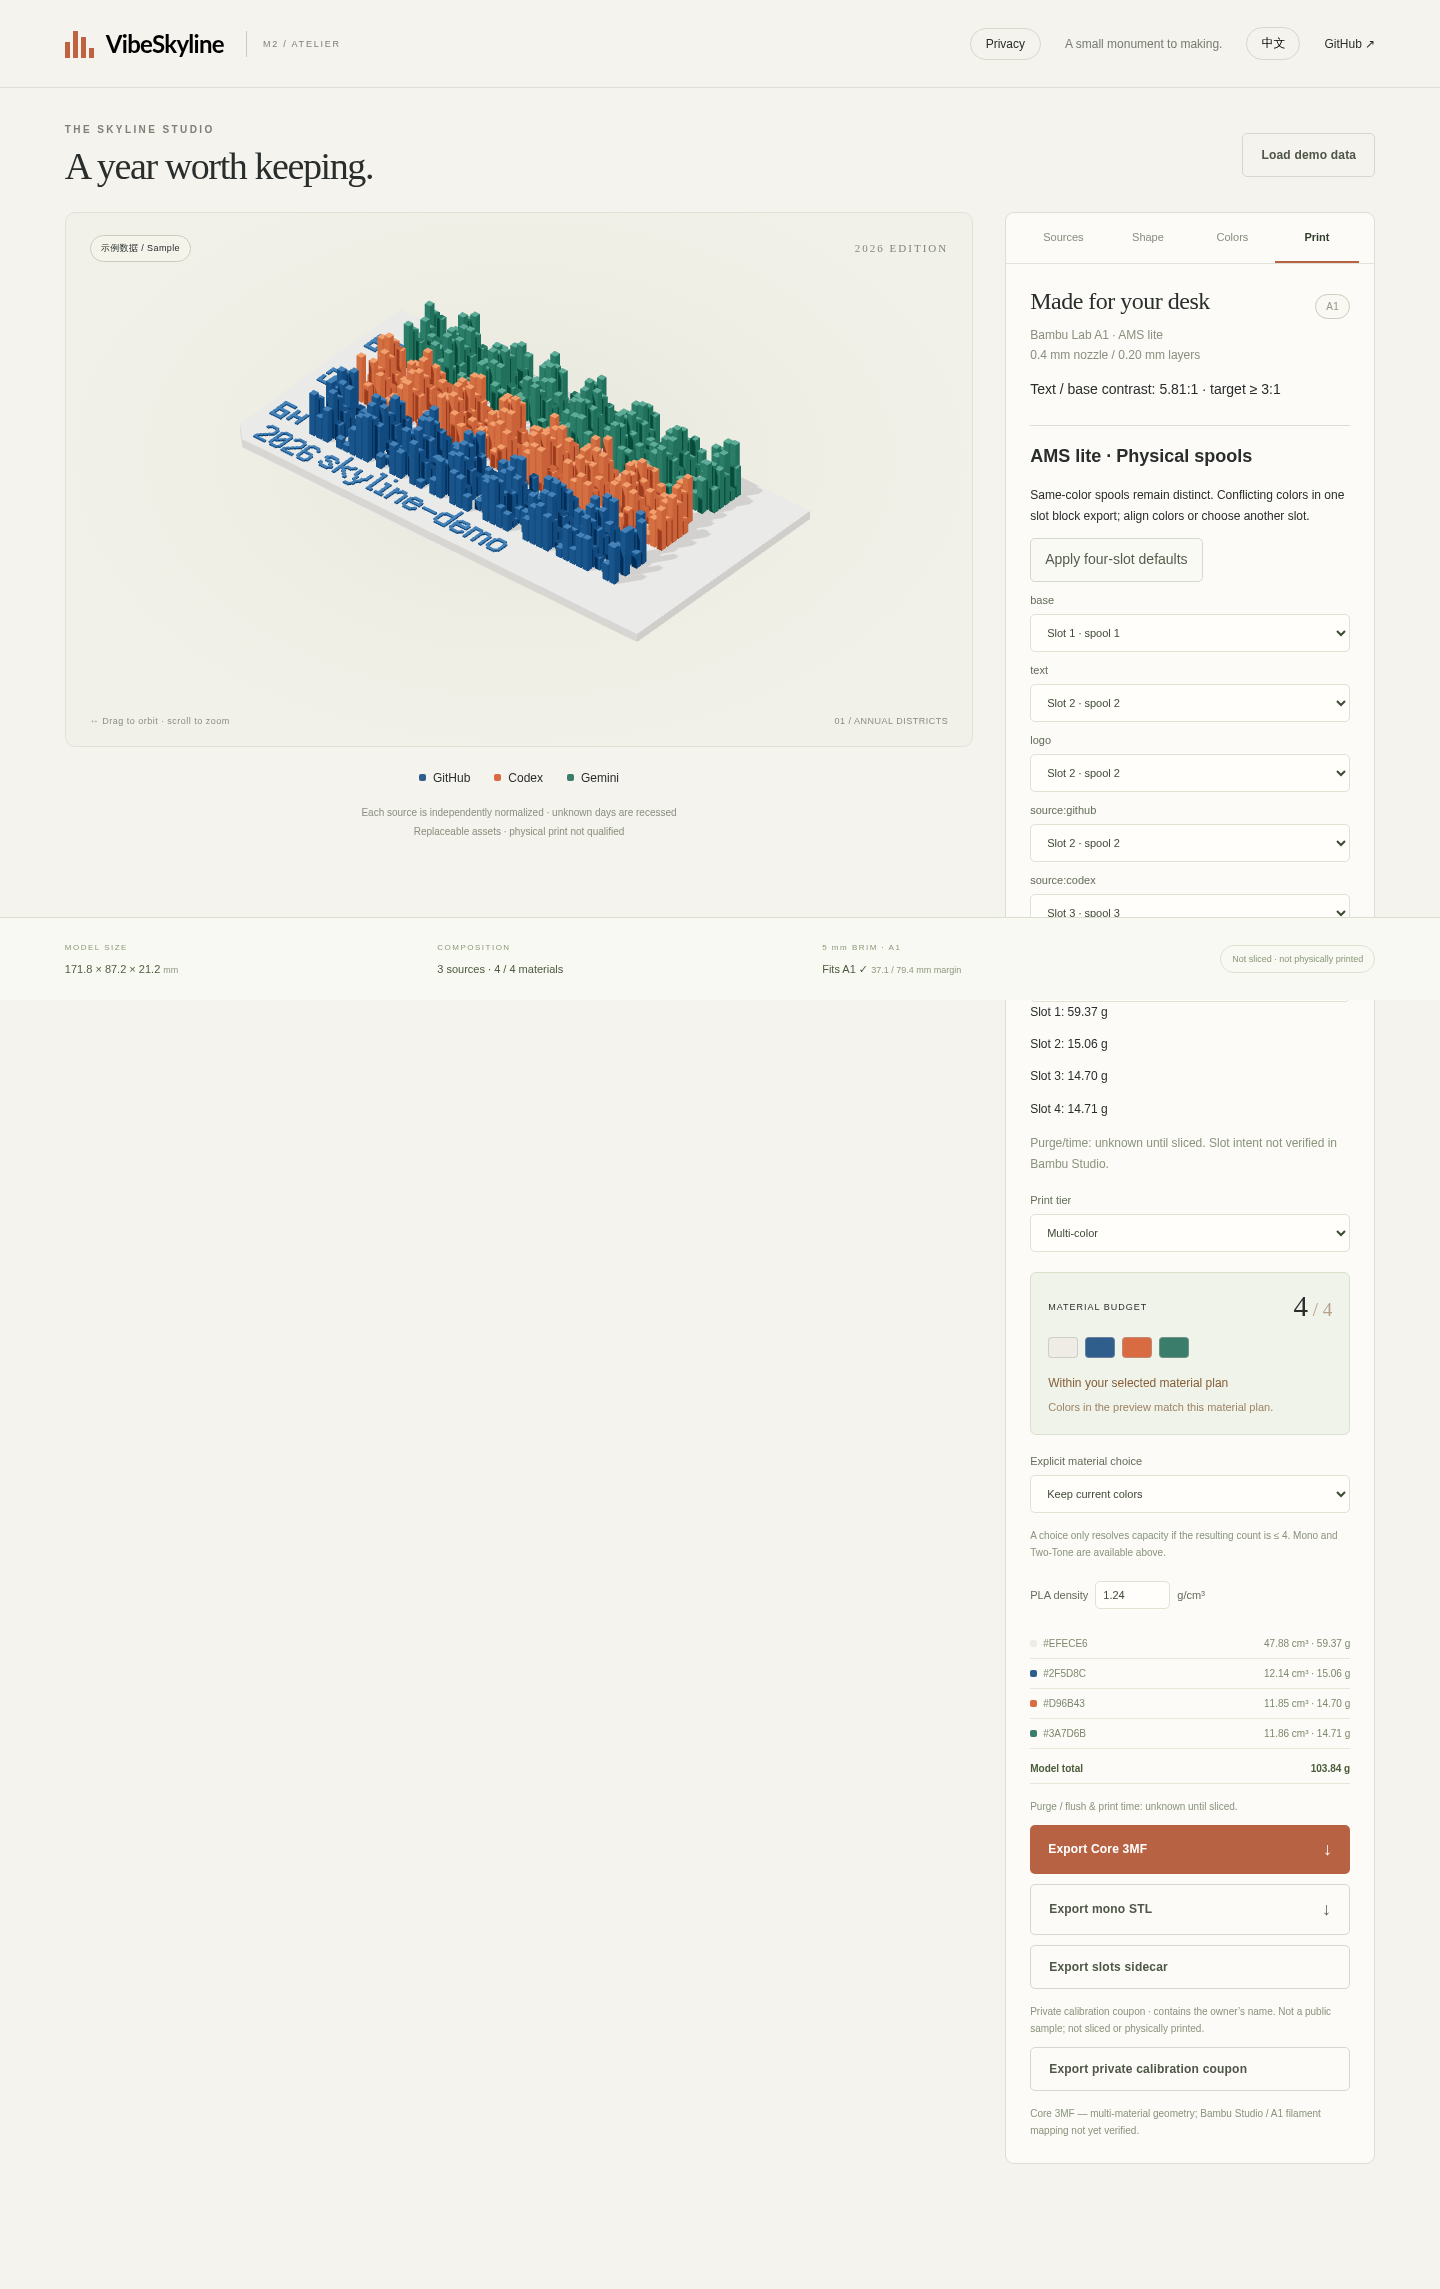 VibeSkyline
M2 / ATELIER
Privacy
A small monument to making.
中文
GitHub ↗
THE SKYLINE STUDIO
A year worth keeping.
Load demo data
示例数据 / Sample
2026 EDITION
GH
2026 skyline-demo
↔ Drag to orbit · scroll to zoom
01 / ANNUAL DISTRICTS
GitHub
Codex
Gemini
Each source is independently normalized · unknown days are recessed
Replaceable assets · physical print not qualified
Sources
Shape
Colors
Print
Made for your desk
A1
Bambu Lab A1 · AMS lite
0.4 mm nozzle / 0.20 mm layers
Text / base contrast: 5.81:1 · target ≥ 3:1
AMS lite · Physical spools
Same-color spools remain distinct. Conflicting colors in one
slot block export; align colors or choose another slot.
Apply four-slot defaults
base
Slot 1 · spool 1
text
Slot 2 · spool 2
logo
Slot 2 · spool 2
source:github
Slot 2 · spool 2
source:codex
Slot 3 · spool 3
MODEL SIZE
171.8 × 87.2 × 21.2 mm
COMPOSITION
3 sources · 4 / 4 materials
5 mm BRIM · A1
Fits A1 ✓ 37.1 / 79.4 mm margin
Not sliced · not physically printed
Slot 1: 59.37 g
Slot 2: 15.06 g
Slot 3: 14.70 g
Slot 4: 14.71 g
Purge/time: unknown until sliced. Slot intent not verified in
Bambu Studio.
Print tier
Multi-color
MATERIAL BUDGET
4 / 4
Within your selected material plan
Colors in the preview match this material plan.
Explicit material choice
Keep current colors
A choice only resolves capacity if the resulting count is ≤ 4. Mono and
Two-Tone are available above.
PLA density 1.24 g/cm³
#EFECE6 47.88 cm³ · 59.37 g
#2F5D8C 12.14 cm³ · 15.06 g
#D96B43 11.85 cm³ · 14.70 g
#3A7D6B 11.86 cm³ · 14.71 g
Model total 103.84 g
Purge / flush & print time: unknown until sliced.
Export Core 3MF ↓
Export mono STL ↓
Export slots sidecar
Private calibration coupon · contains the owner's name. Not a public
sample; not sliced or physically printed.
Export private calibration coupon
Core 3MF — multi-material geometry; Bambu Studio / A1 filament
mapping not yet verified.